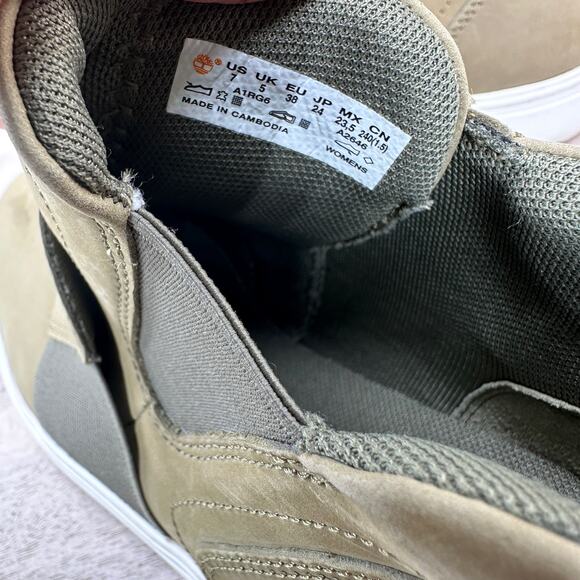 US UK EU JP MX CN
7 5 38 24 23.5 240(1.5)
A1RG6 A2646
MADE IN CAMBODIA WOMENS